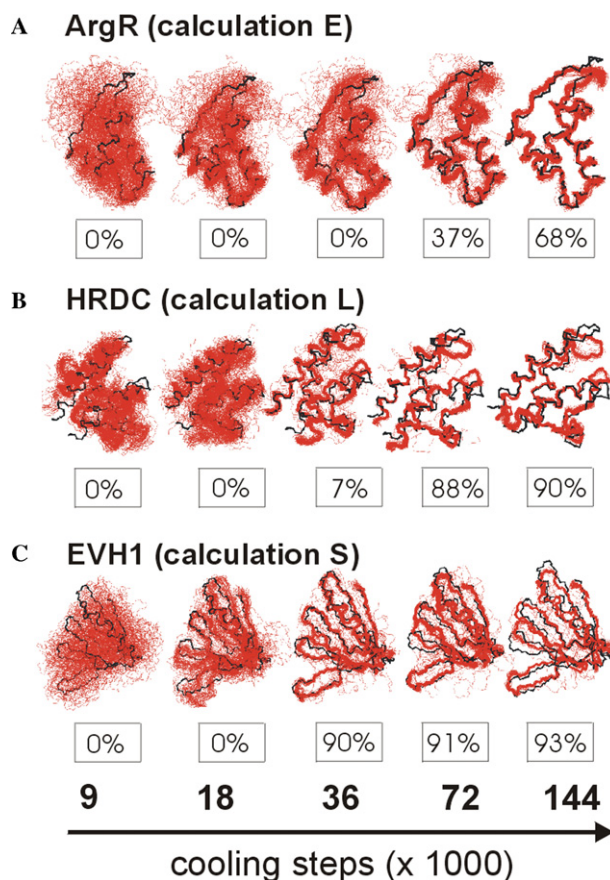 A ArgR (calculation E)
0% 0% 0% 37% 68%
B HRDC (calculation L)
0% 0% 7% 88% 90%
C EVH1 (calculation S)
0% 0% 90% 91% 93%
9 18 36 72 144
cooling steps (x 1000)